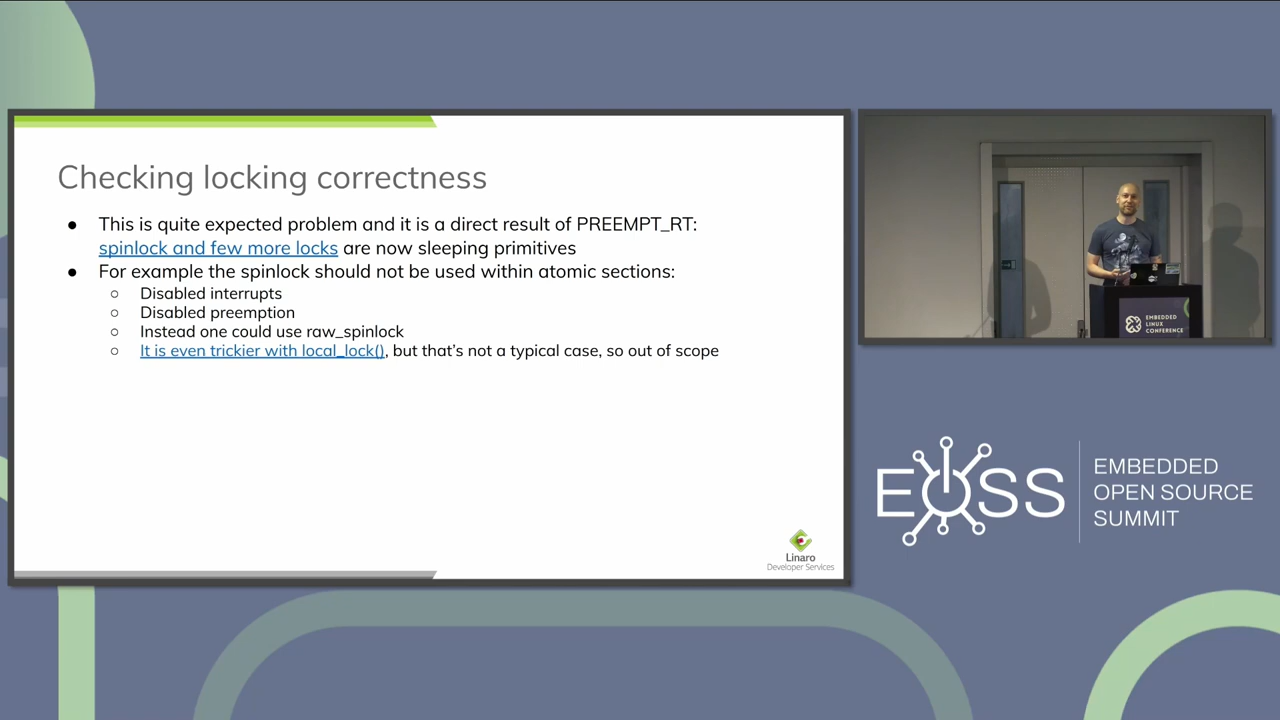 Checking locking correctness
● This is quite expected problem and it is a direct result of PREEMPT_RT:
spinlock and few more locks are now sleeping primitives
● For example the spinlock should not be used within atomic sections:
○ Disabled interrupts
○ Disabled preemption
○ Instead one could use raw_spinlock
○ It is even trickier with local_lock(), but that's not a typical case, so out of scope
Linaro
Developer Services
EMBEDDED
LINUX
CONFERENCE
EOSS
EMBEDDED
OPEN SOURCE
SUMMIT